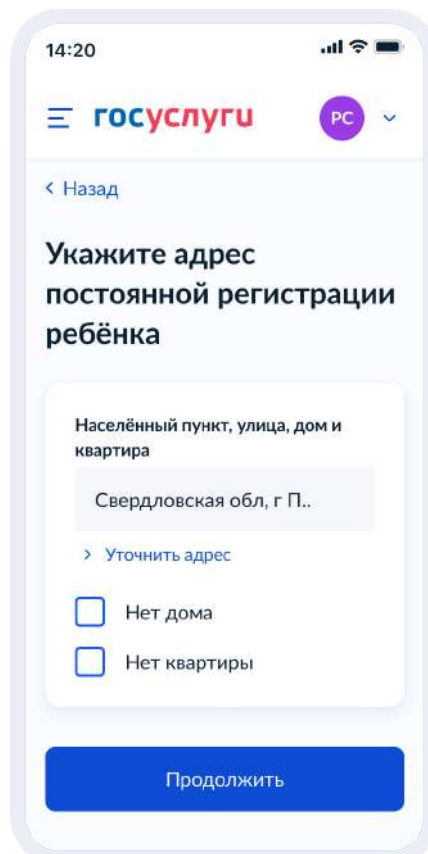 14:20
госуслуги
РС
Назад
Укажите адрес
постоянной регистрации
ребёнка
Населённый пункт, улица, дом и
квартира
Свердловская обл, г П..
Уточнить адрес
Нет дома
Нет квартиры
Продолжить